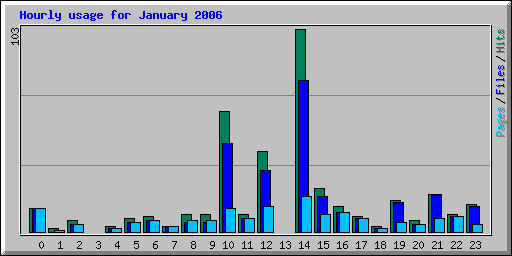 Hourly usage for January 2006
103
Pages/Files/Hits
0 1 2 3 4 5 6 7 8 9 10 11 12 13 14 15 16 17 18 19 20 21 22 23